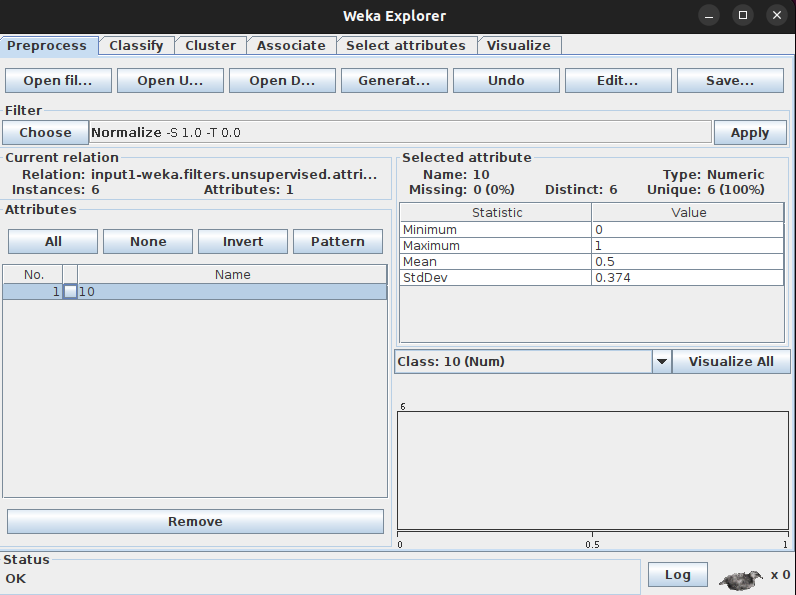 Weka Explorer
Preprocess Classify Cluster Associate Select attributes Visualize
Open fil... Open U... Open D... Generat... Undo Edit... Save...
Filter
Choose Normalize -S 1.0 -T 0.0 Apply
Current relation
Relation: input1-weka.filters.unsupervised.attri...
Instances: 6 Attributes: 1
Attributes
All None Invert Pattern
No. Name
1 10
Remove
Selected attribute
Name: 10 Type: Numeric
Missing: 0 (0%) Distinct: 6 Unique: 6 (100%)
Statistic Value
Minimum 0
Maximum 1
Mean 0.5
StdDev 0.374
Class: 10 (Num) Visualize All
6
0 0.5 1
Status
OK
Log x 0